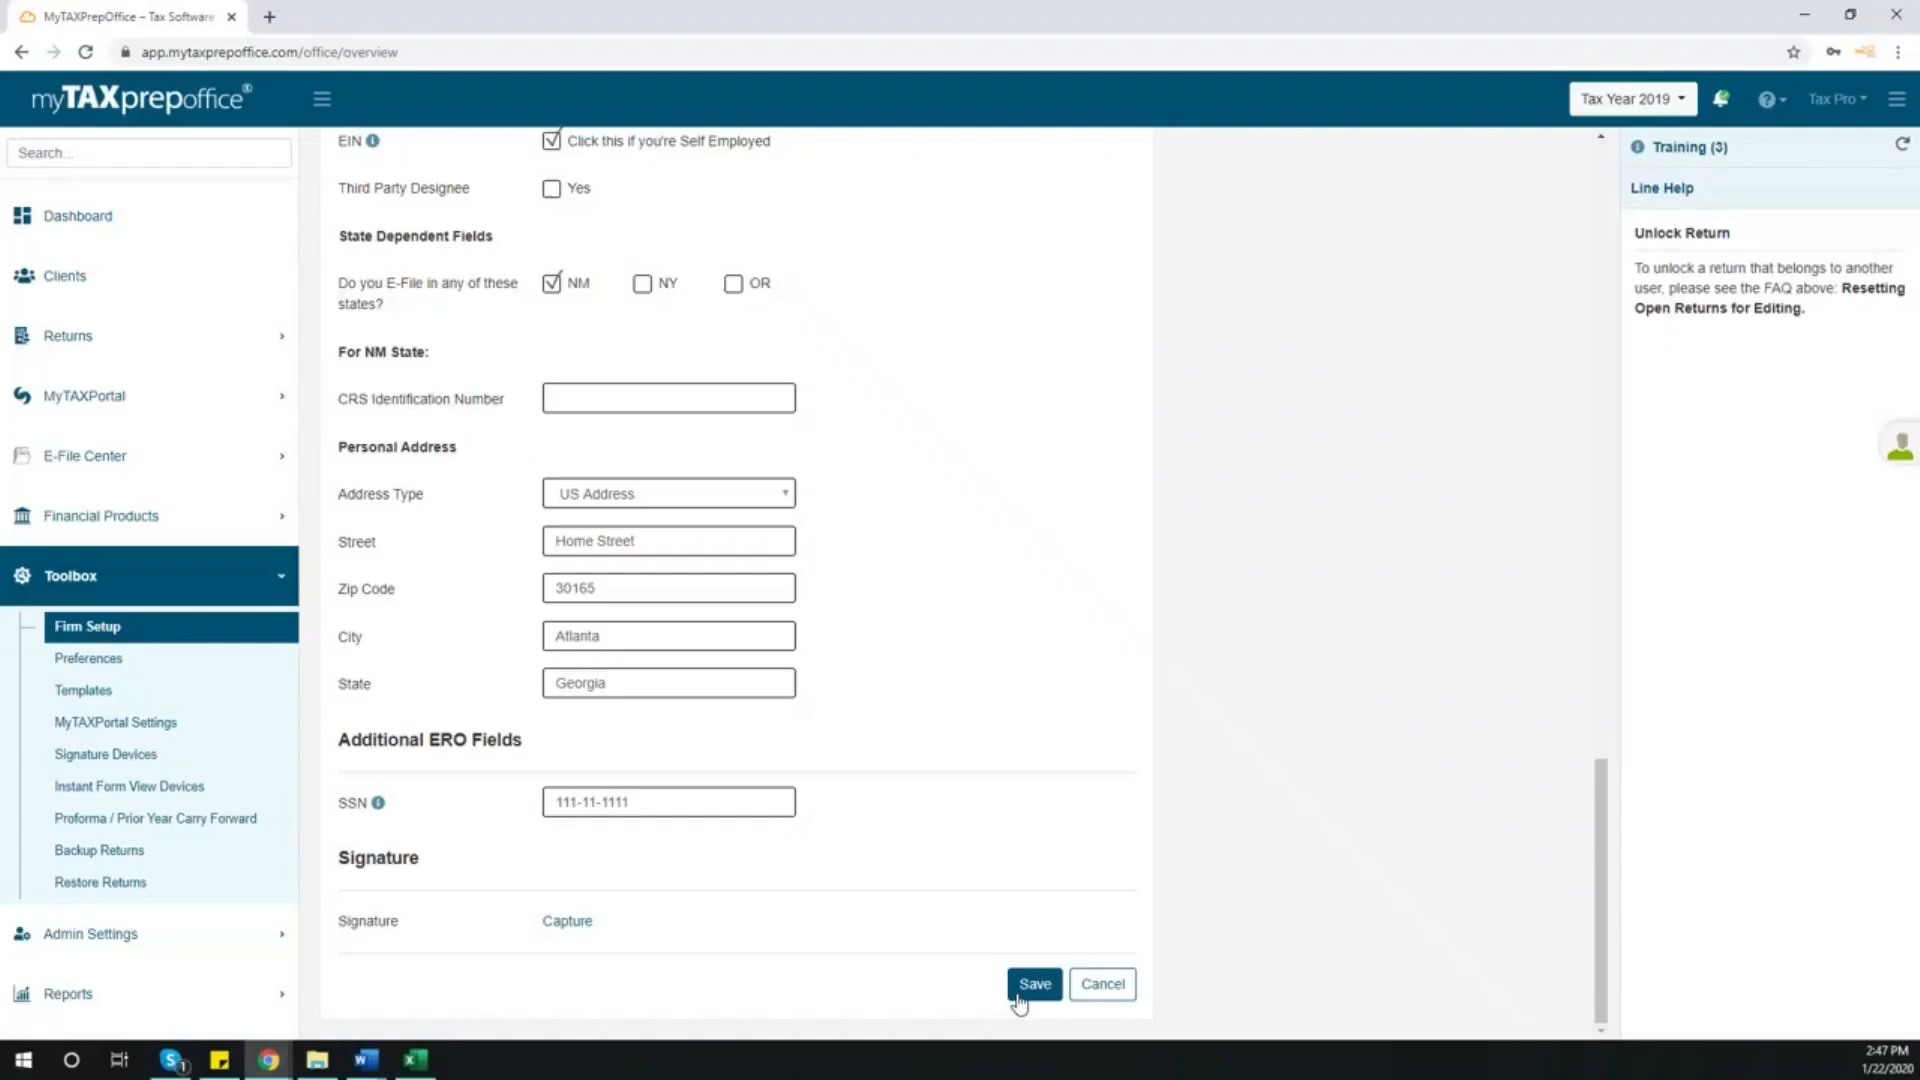 MyTAXPrepOffice – Tax Software
app.mytaxprepoffice.com/office/overview
myTAXprepoffice®
Tax Year 2019
Tax Pro
Search...
Dashboard
Clients
Returns
MyTAXPortal
E-File Center
Financial Products
Toolbox
Firm Setup
Preferences
Templates
MyTAXPortal Settings
Signature Devices
Instant Form View Devices
Proforma / Prior Year Carry Forward
Backup Returns
Restore Returns
Admin Settings
Reports
EIN
Click this if you're Self Employed
Third Party Designee
Yes
State Dependent Fields
Do you E-File in any of these
states?
NM
NY
OR
For NM State:
CRS Identification Number
Personal Address
Address Type
US Address
Street
Home Street
Zip Code
30165
City
Atlanta
State
Georgia
Additional ERO Fields
SSN
111-11-1111
Signature
Signature
Capture
Save
Cancel
Training (3)
Line Help
Unlock Return
To unlock a return that belongs to another
user, please see the FAQ above: Resetting
Open Returns for Editing.
2:47 PM
1/22/2020